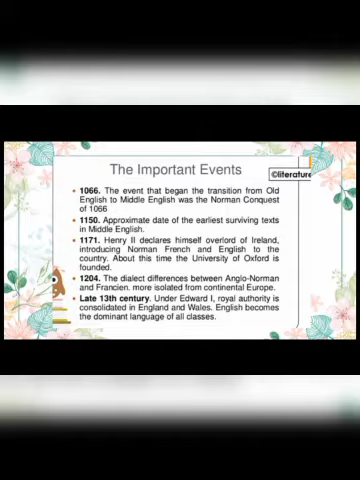 The Important Events
©literature
• 1066. The event that began the transition from Old
English to Middle English was the Norman Conquest
of 1066
• 1150. Approximate date of the earliest surviving texts
in Middle English.
• 1171. Henry II declares himself overlord of Ireland,
introducing Norman French and English to the
country. About this time the University of Oxford is
founded.
• 1204. The dialect differences between Anglo-Norman
and Francien. more isolated from continental Europe.
• Late 13th century. Under Edward I, royal authority is
consolidated in England and Wales. English becomes
the dominant language of all classes.